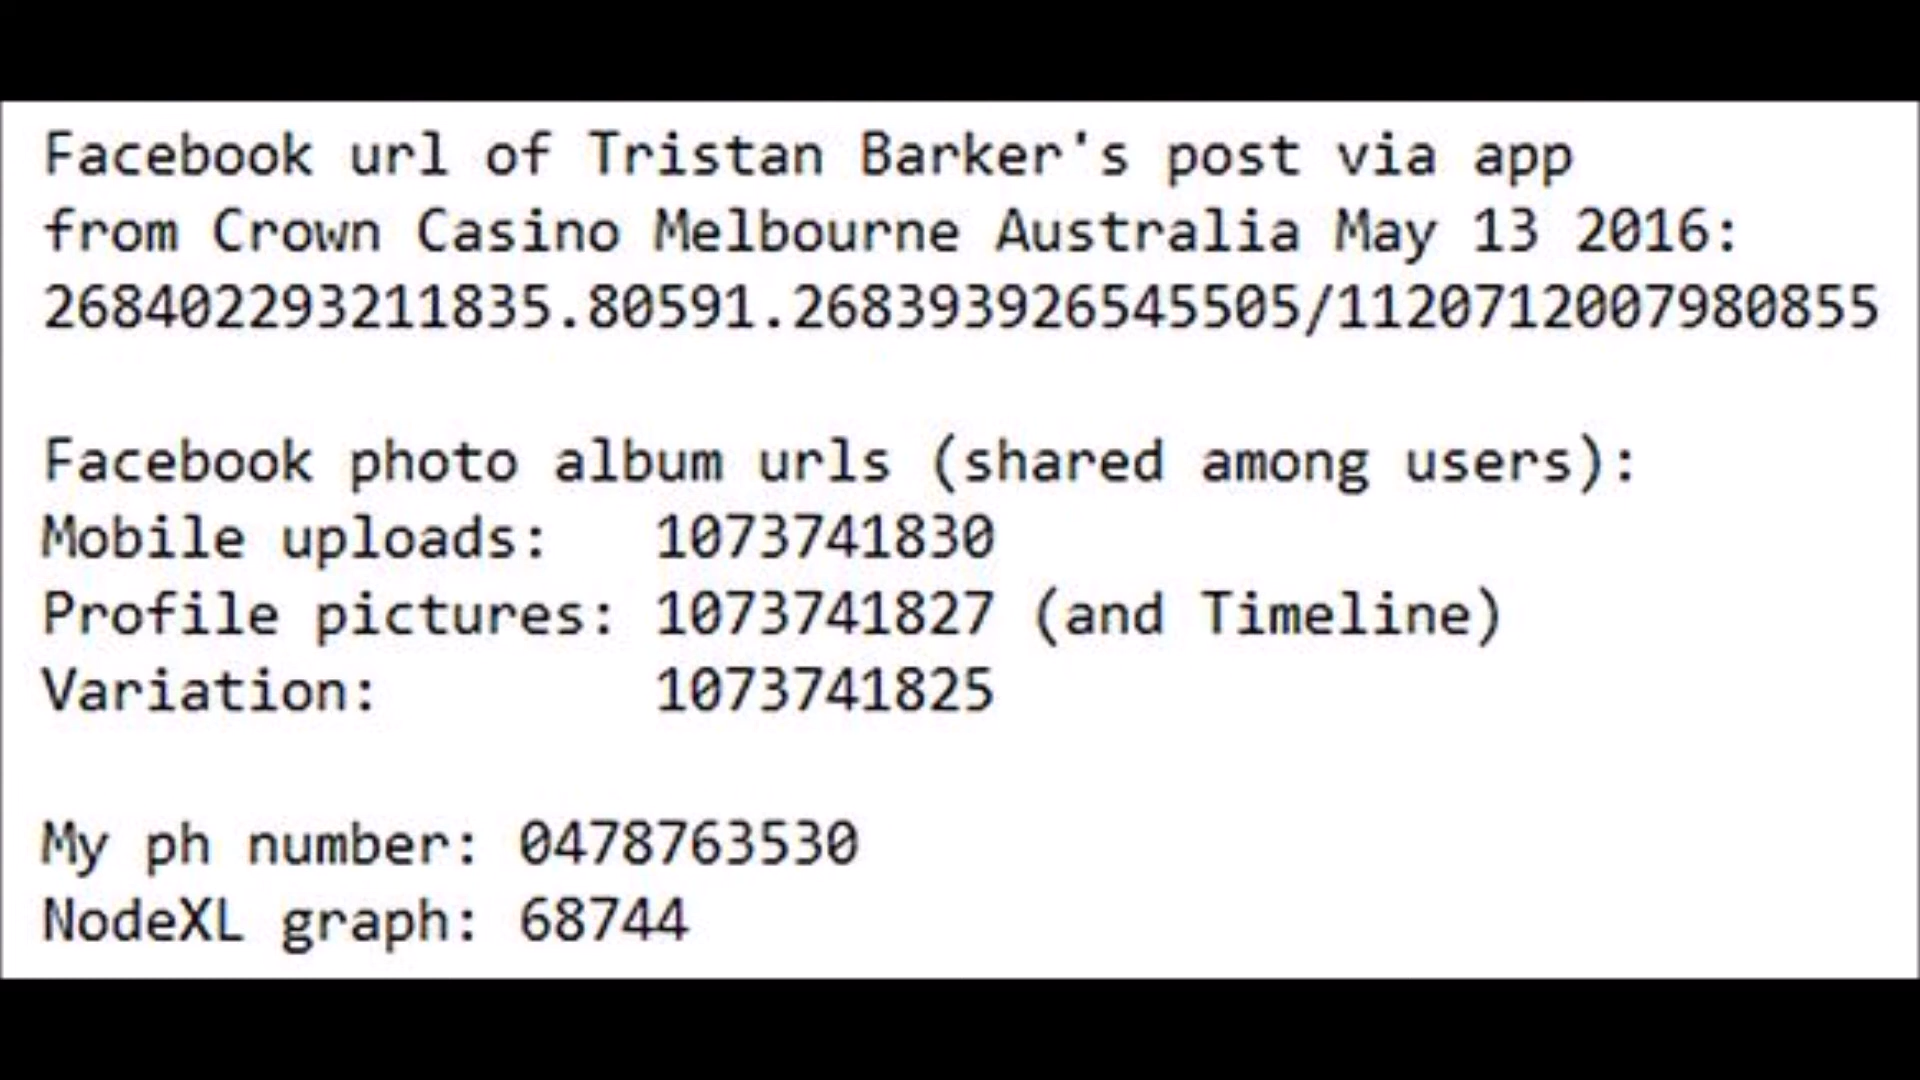 Facebook url of Tristan Barker's post via app
from Crown Casino Melbourne Australia May 13 2016:
268402293211835.80591.268393926545505/1120712007980855
Facebook photo album urls (shared among users):
Mobile uploads: 1073741830
Profile pictures: 1073741827 (and Timeline)
Variation: 1073741825
My ph number: 0478763530
NodeXL graph: 68744